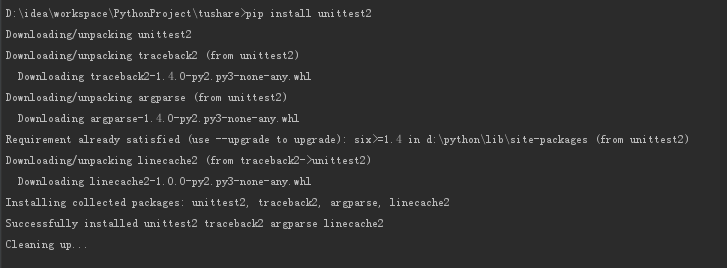 D:\idea\workspace\PythonProject\tushare>pip install unittest2
Downloading/unpacking unittest2
Downloading/unpacking traceback2 (from unittest2)
  Downloading traceback2-1.4.0-py2.py3-none-any.whl
Downloading/unpacking argparse (from unittest2)
  Downloading argparse-1.4.0-py2.py3-none-any.whl
Requirement already satisfied (use --upgrade to upgrade): six>=1.4 in d:\python\lib\site-packages (from unittest2)
Downloading/unpacking linecache2 (from traceback2->unittest2)
  Downloading linecache2-1.0.0-py2.py3-none-any.whl
Installing collected packages: unittest2, traceback2, argparse, linecache2
Successfully installed unittest2 traceback2 argparse linecache2
Cleaning up...